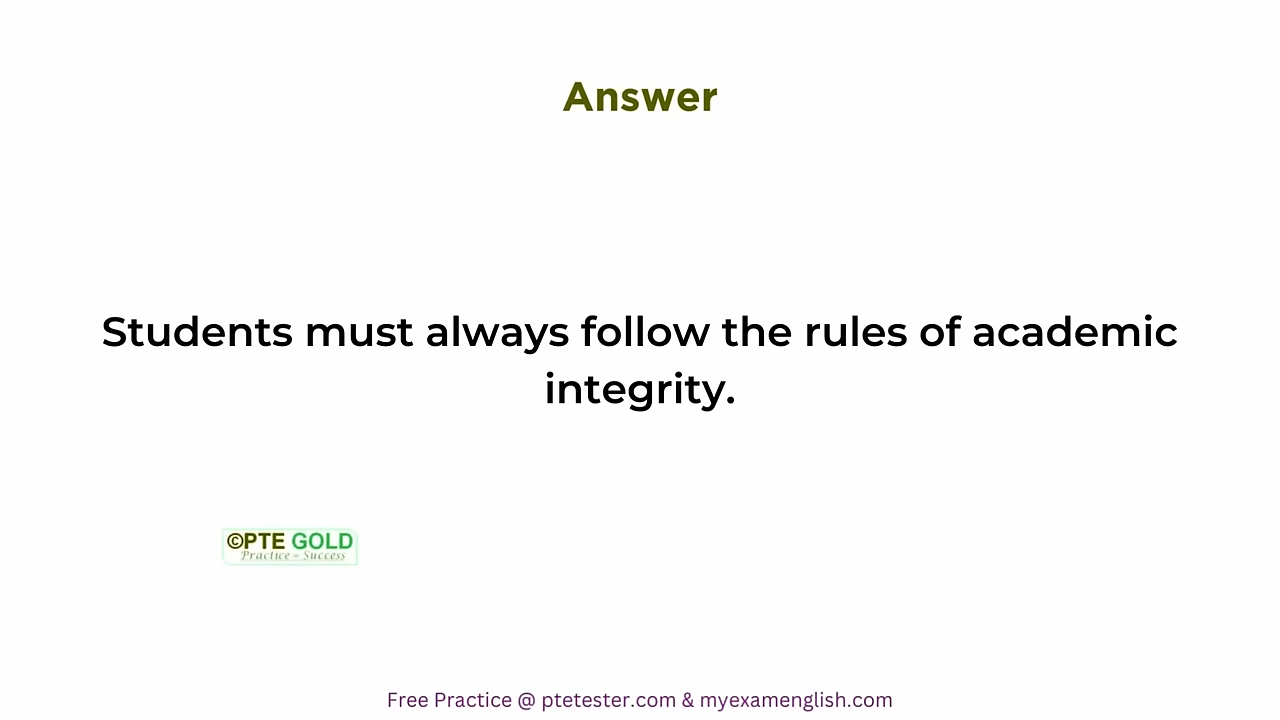 Answer
Students must always follow the rules of academic
integrity.
©PTE GOLD
Practice = Success
Free Practice @ ptetester.com & myexamenglish.com